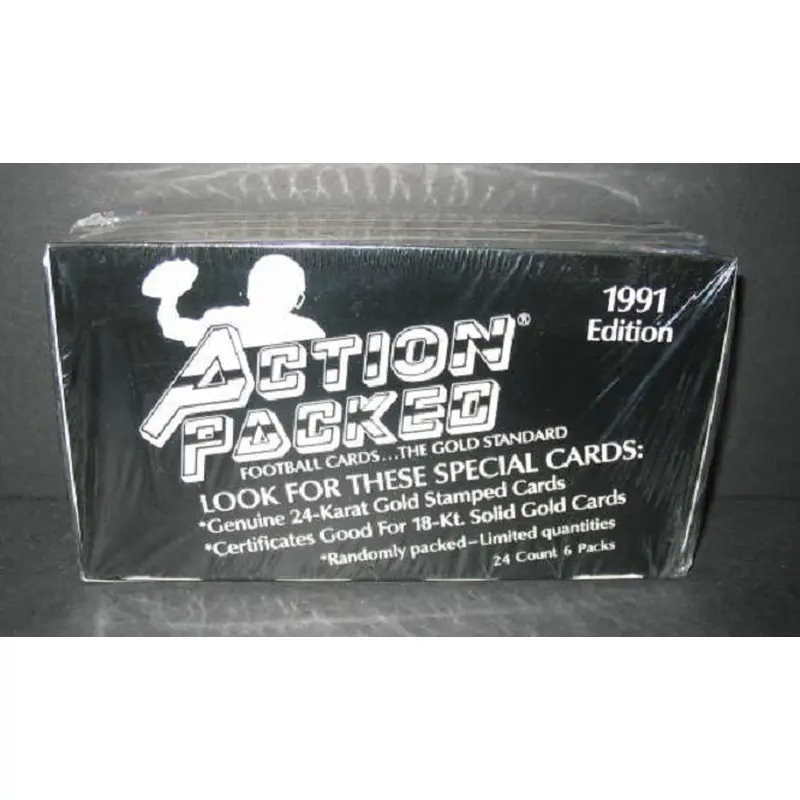 ACTION®
PACKED
1991
Edition
FOOTBALL CARDS...THE GOLD STANDARD
LOOK FOR THESE SPECIAL CARDS:
*Genuine 24-Karat Gold Stamped Cards
*Certificates Good For 18-Kt. Solid Gold Cards
*Randomly packed–Limited quantities
24 Count 6 Packs